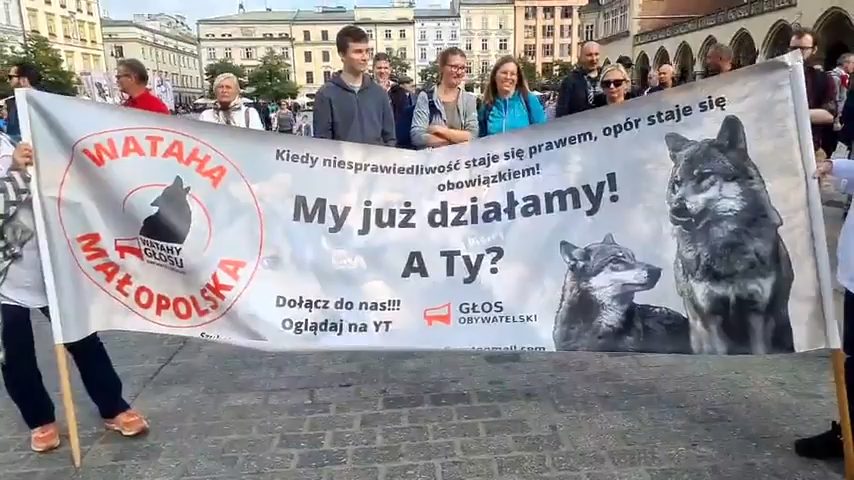 WATAHA
WATAHY
GŁOSU
MAŁOPOLSKA
Kiedy niesprawiedliwość staje się prawem, opór staje się
obowiązkiem!
My już działamy!
A Ty?
Dołącz do nas!!!
Oglądaj na YT
GŁOS
OBYWATELSKI